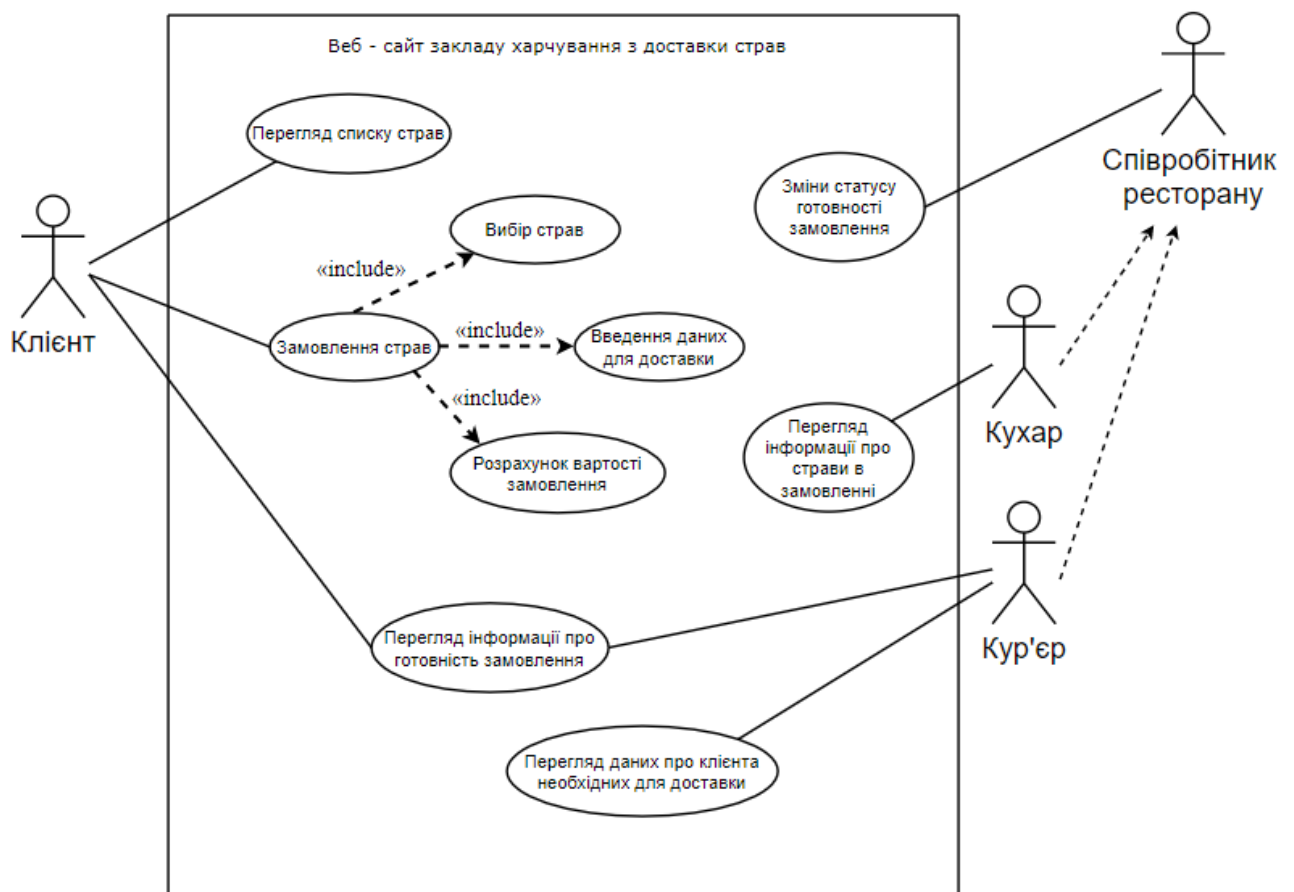 Веб - сайт закладу харчування з доставки страв
Перегляд списку страв
Співробітник
ресторану
Зміни статусу
готовності
замовлення
Вибір страв
«include»
Клієнт
Замовлення страв
«include»
Введення даних
для доставки
«include»
Розрахунок вартості
замовлення
Перегляд
інформації про
страви в
замовленні
Кухар
Перегляд інформації про
готовність замовлення
Кур'єр
Перегляд даних про клієнта
необхідних для доставки